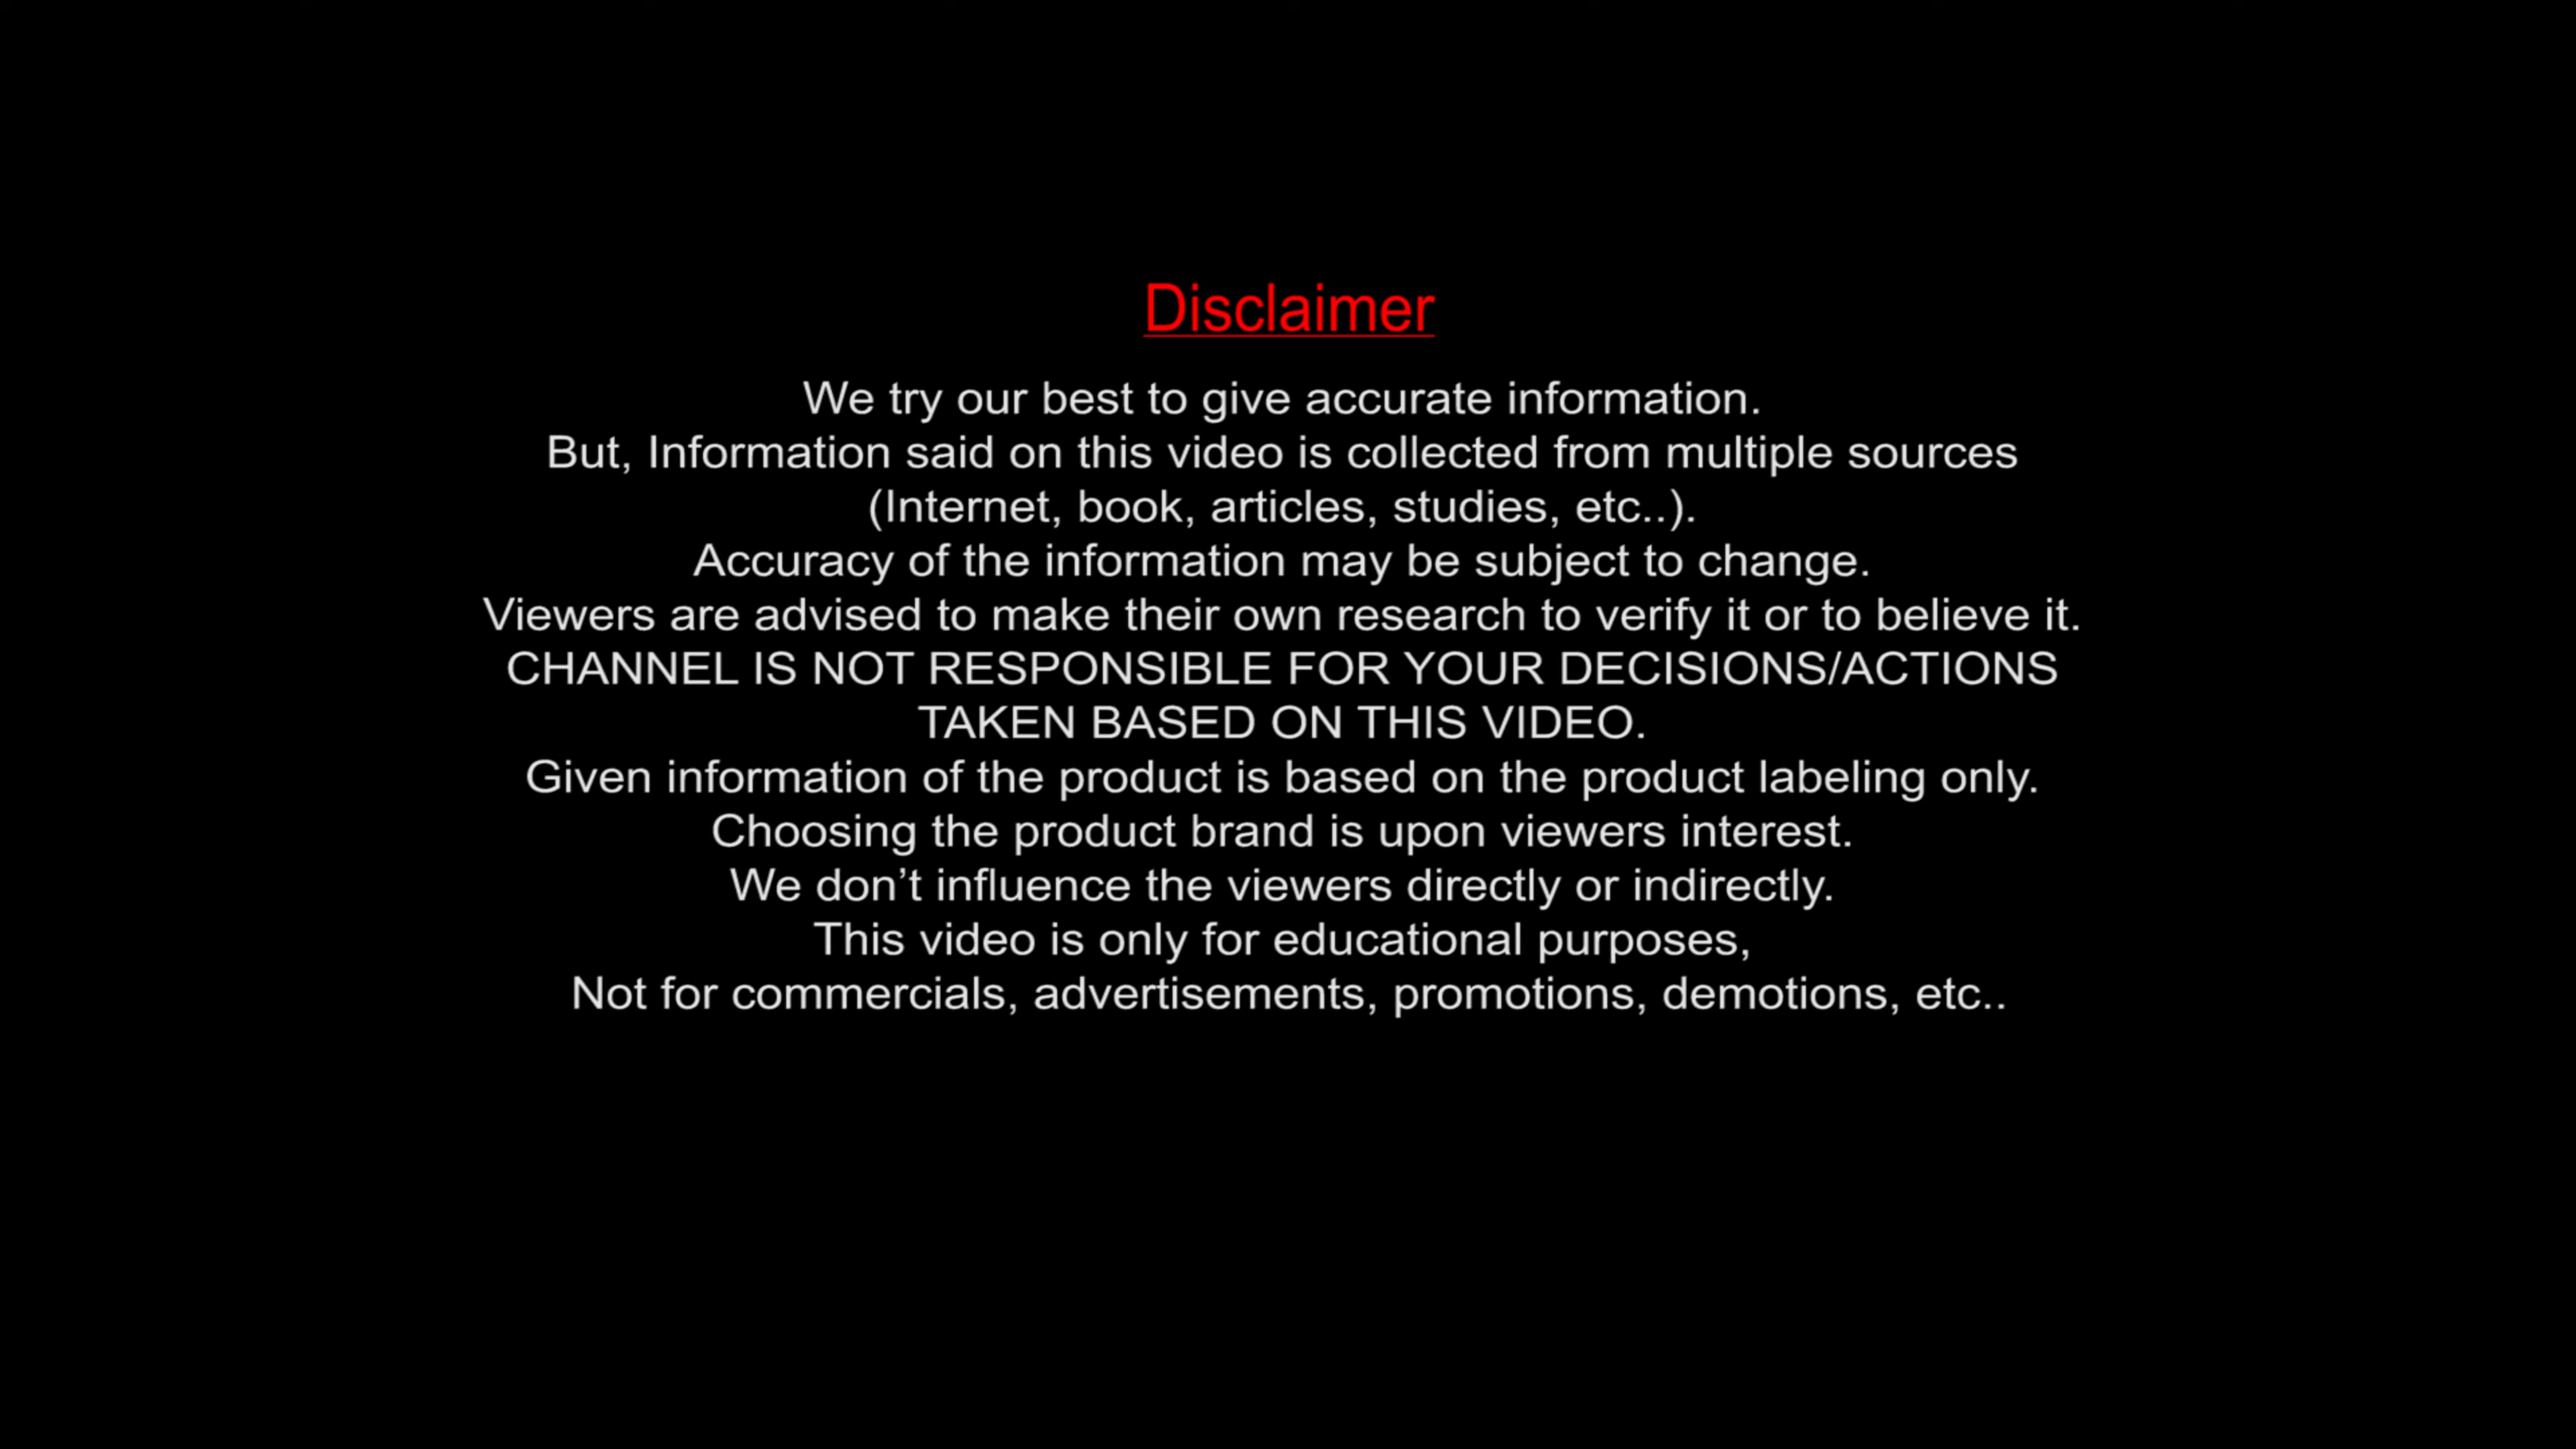 Disclaimer
We try our best to give accurate information.
But, Information said on this video is collected from multiple sources
(Internet, book, articles, studies, etc..).
Accuracy of the information may be subject to change.
Viewers are advised to make their own research to verify it or to believe it.
CHANNEL IS NOT RESPONSIBLE FOR YOUR DECISIONS/ACTIONS
TAKEN BASED ON THIS VIDEO.
Given information of the product is based on the product labeling only.
Choosing the product brand is upon viewers interest.
We don’t influence the viewers directly or indirectly.
This video is only for educational purposes,
Not for commercials, advertisements, promotions, demotions, etc..